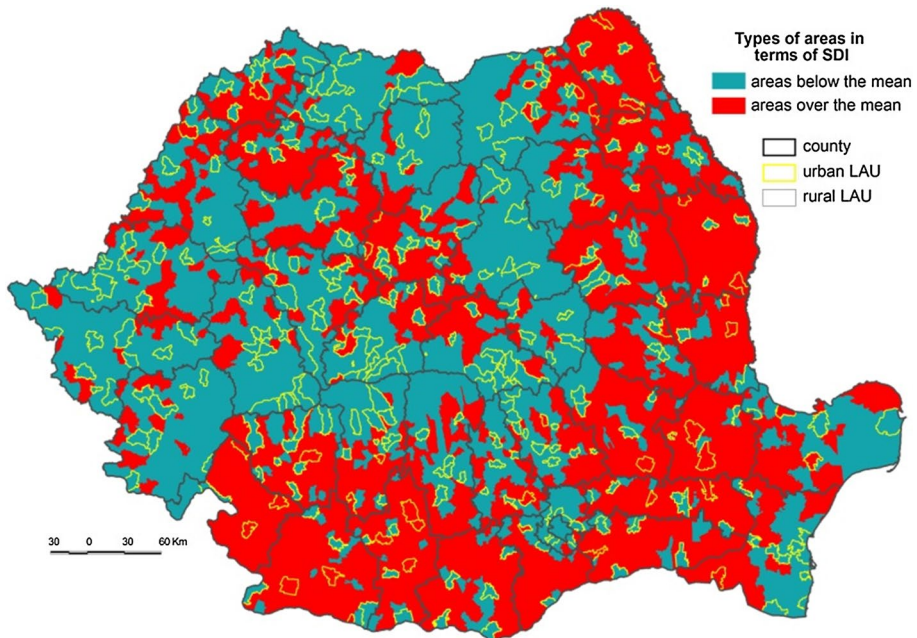 Types of areas in
terms of SDI
areas below the mean
areas over the mean
county
urban LAU
rural LAU
30 0 30 60 Km